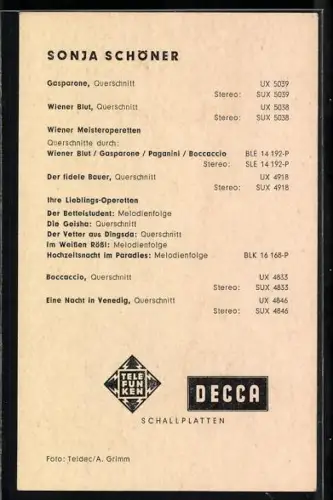 SONJA SCHÖNER
Gasparone, Querschnitt UX 5039
Stereo: SUX 5039
Wiener Blut, Querschnitt UX 5038
Stereo: SUX 5038
Wiener Meisteroperetten
Querschnitte durch:
Wiener Blut / Gasparone / Paganini / Boccaccio BLE 14 192-P
Stereo: SLE 14 192-P
Der fidele Bauer, Querschnitt UX 4918
Stereo: SUX 4918
Ihre Lieblings-Operetten
Der Bettelstudent: Melodienfolge
Die Geisha: Querschnitt
Der Vetter aus Dingsda: Querschnitt
Im Weißen Rößl: Melodienfolge
Hochzeitsnacht im Paradies: Melodienfolge BLK 16 168-P
Boccaccio, Querschnitt UX 4833
Stereo: SUX 4833
Eine Nacht in Venedig, Querschnitt UX 4846
Stereo: SUX 4846
TELE
FUN
KEN
DECCA
SCHALLPLATTEN
Foto: Teldec/A. Grimm